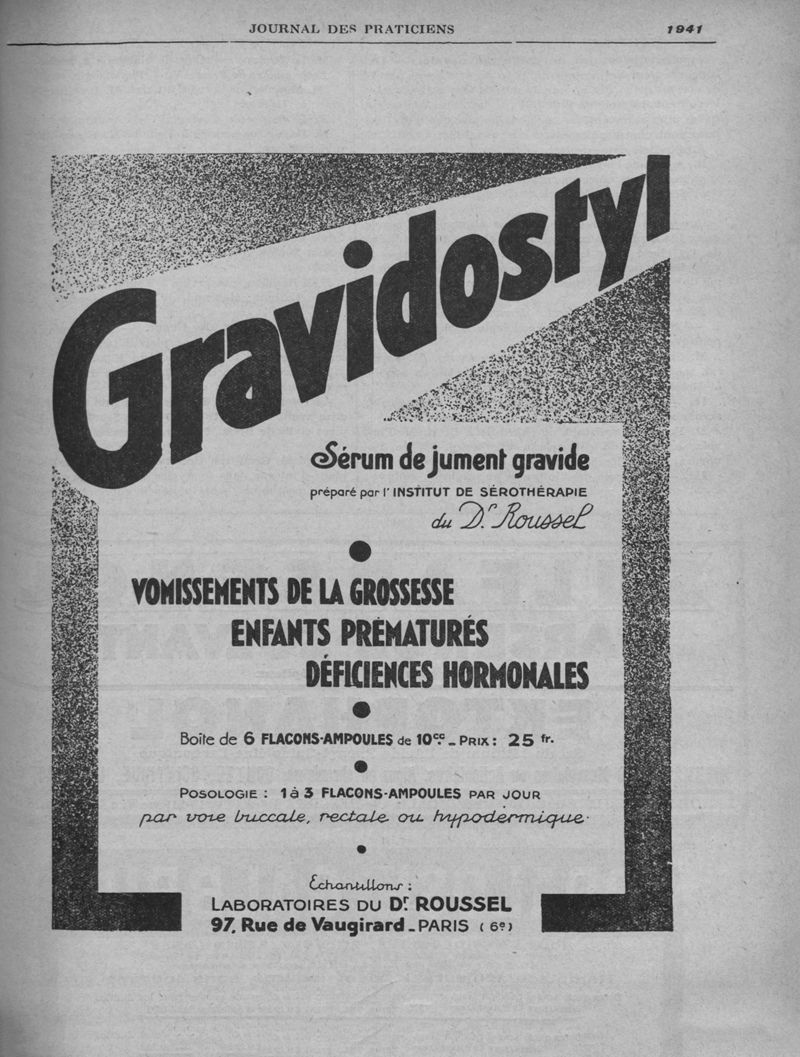 JOURNAL DES PRATICIENS 1941
Gravidostyl
Sérum de jument gravide
préparé par l'INSTITUT DE SÉROTHÉRAPIE
du Dr. Roussel
VOMISSEMENTS DE LA GROSSESSE
ENFANTS PRÉMATURÉS
DÉFICIENCES HORMONALES
Boîte de 6 FLACONS-AMPOULES de 10cc. - PRIX : 25 fr.
POSOLOGIE : 1 à 3 FLACONS-AMPOULES PAR JOUR
par voie buccale, rectale ou hypodermique.
Échantillons :
LABORATOIRES DU Dr ROUSSEL
97, Rue de Vaugirard - PARIS (6e)